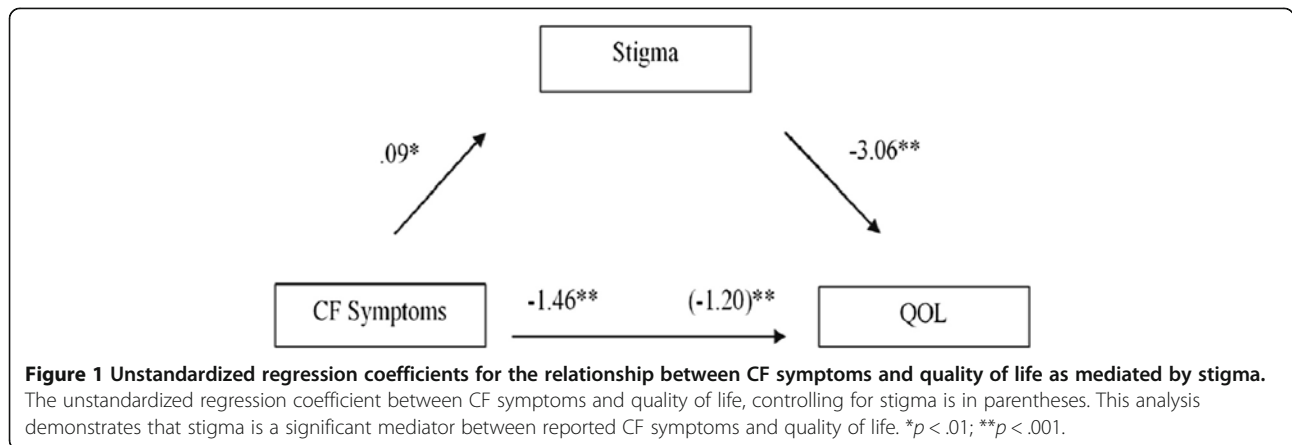 Stigma
.09*
-3.06**
CF Symptoms
-1.46**
(-1.20)**
QOL
Figure 1 Unstandardized regression coefficients for the relationship between CF symptoms and quality of life as mediated by stigma.
The unstandardized regression coefficient between CF symptoms and quality of life, controlling for stigma is in parentheses. This analysis
demonstrates that stigma is a significant mediator between reported CF symptoms and quality of life. *p < .01; **p < .001.